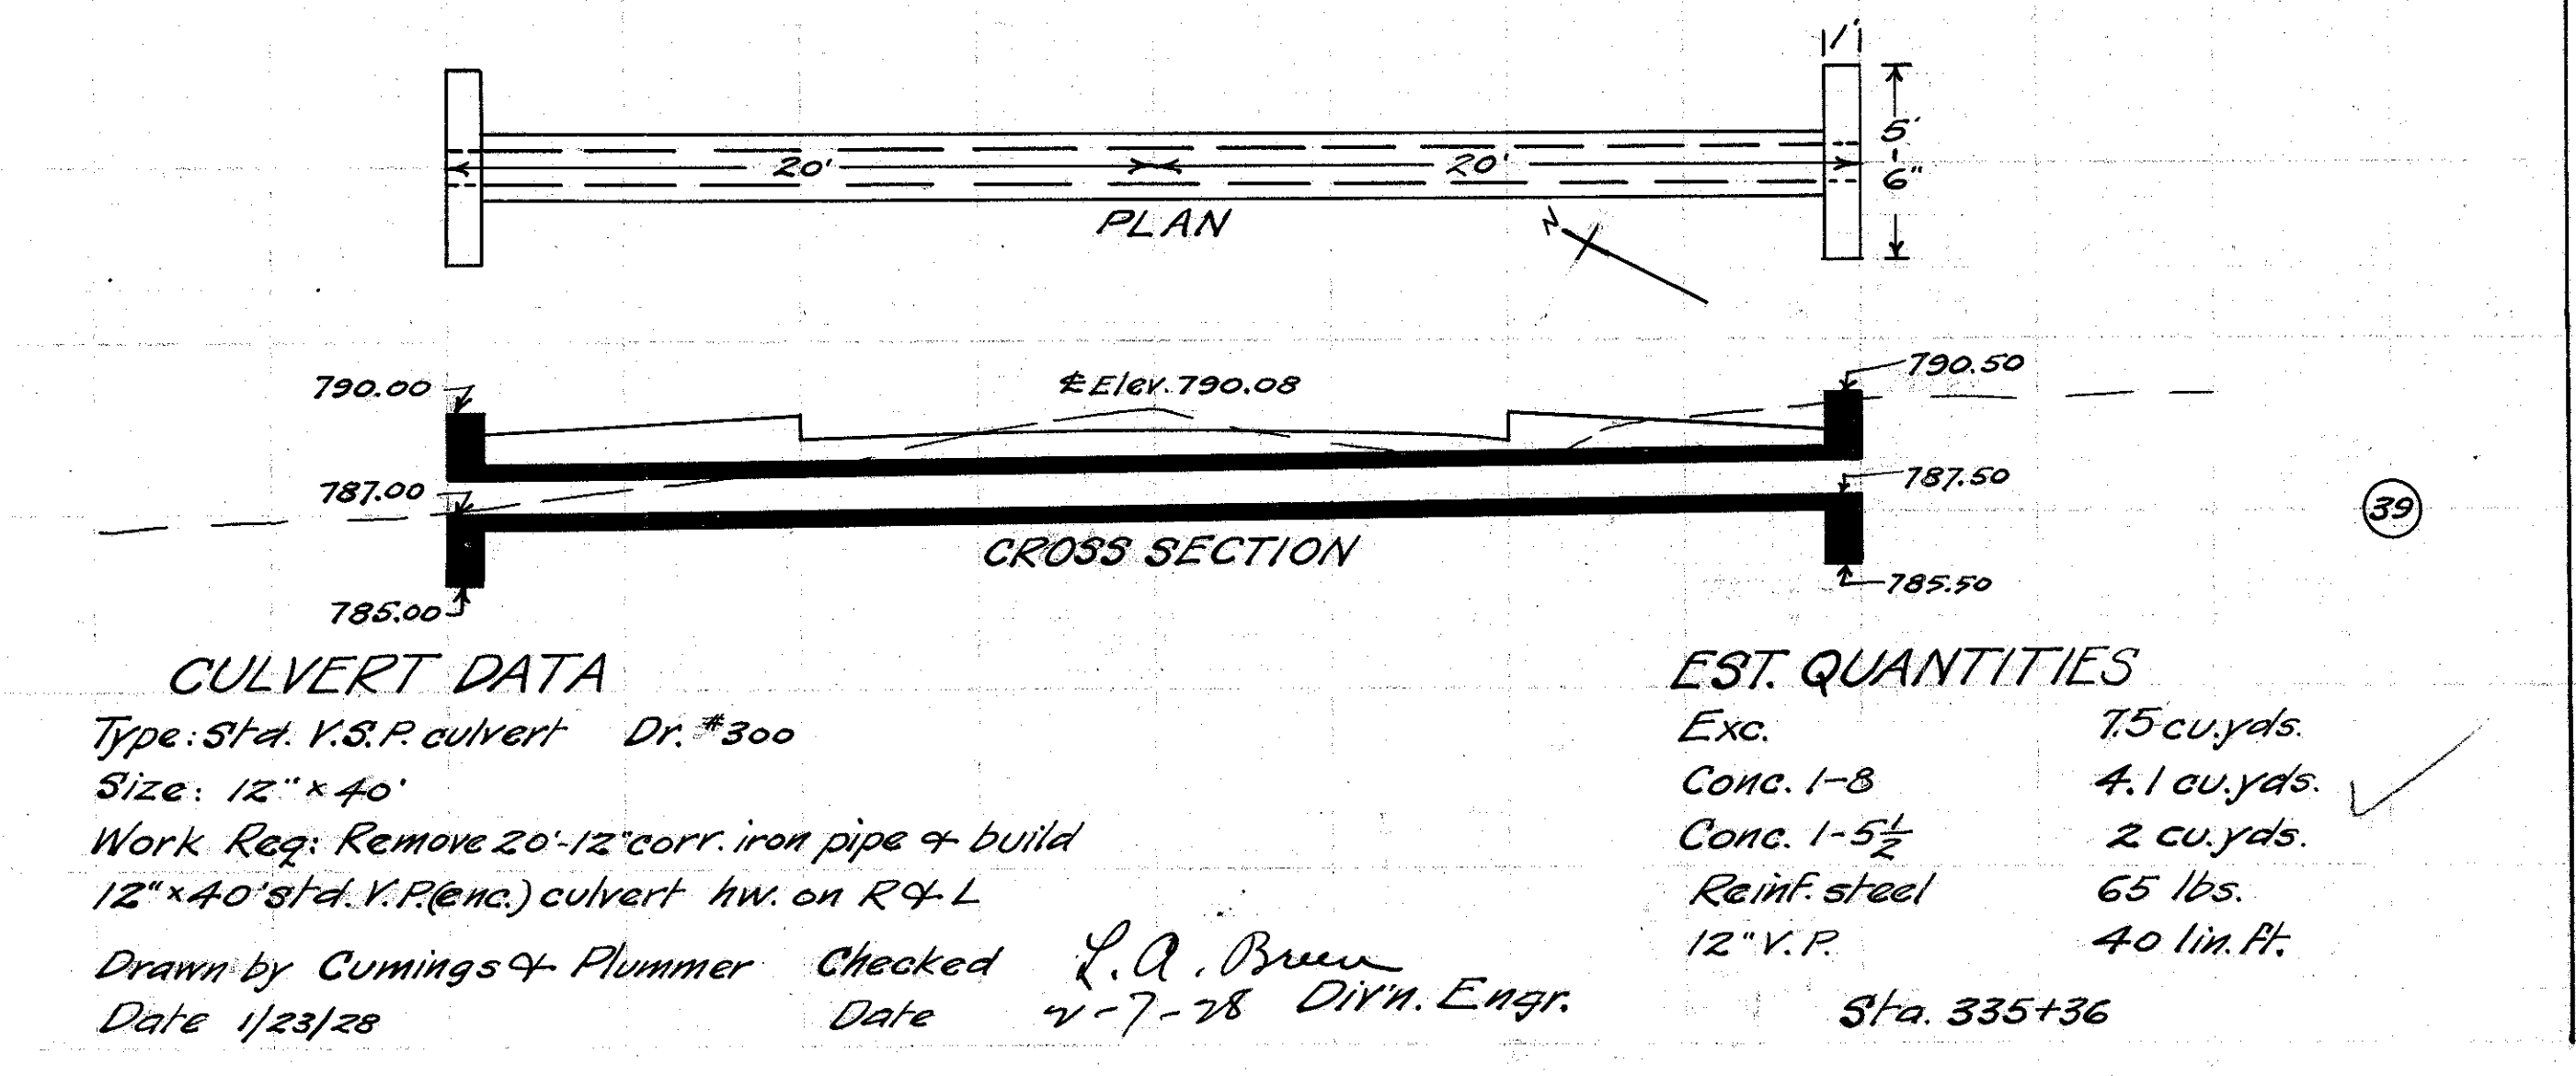 1'
5'-6"
20' 20'
PLAN
N
790.00
℄ Elev. 790.08
790.50
787.00
787.50
39
CROSS SECTION
785.00
785.50
CULVERT DATA
Type: Std. V.S.P. culvert Dr. #300
Size: 12" x 40'
Work Req: Remove 20'-12" corr. iron pipe & build
12" x 40' std. V.P. (enc.) culvert hw. on R & L
Drawn by Cumings & Plummer Checked L. A.
Date 1/23/28 Date 2-7-28 Div'n. Engr.
EST. QUANTITIES
Exc. 7.5 cu. yds.
Conc. 1-8 4.1 cu. yds.
Conc. 1-5½ 2 cu. yds.
Reinf. steel 65 lbs.
12" V.P. 40 lin. ft.
Sta. 335+36